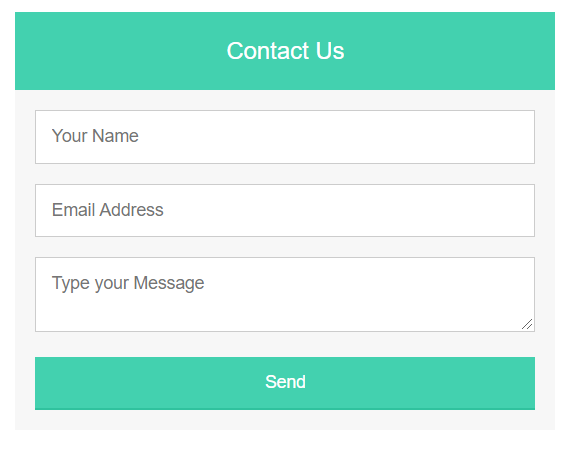 Contact Us
Your Name
Email Address
Type your Message
Send